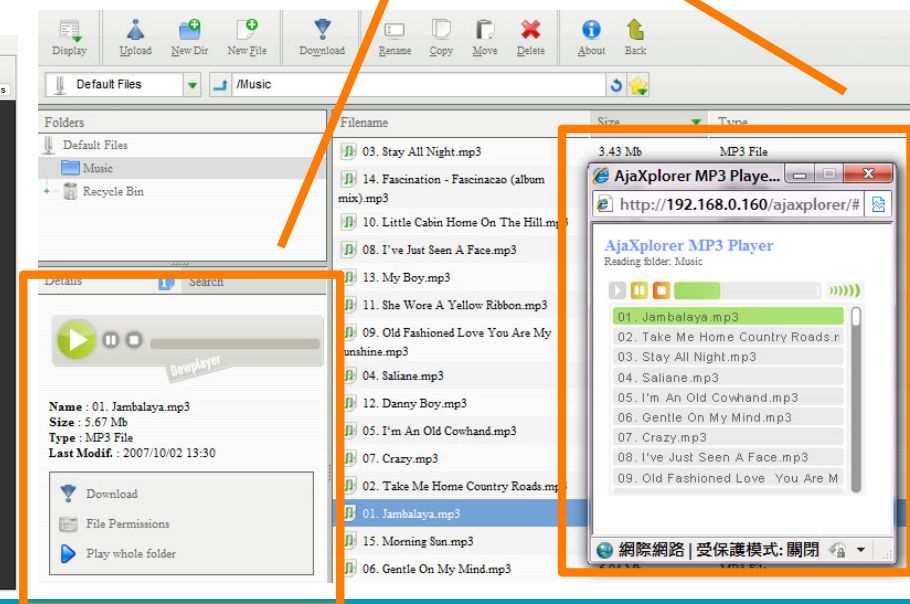 s
Display Upload New Dir New File Download Rename Copy Move Delete About Back
Default Files /Music
Folders
Default Files
Music
Recycle Bin
Details Search
Dewplayer
Name : 01. Jambalaya.mp3
Size : 5.67 Mb
Type : MP3 File
Last Modif. : 2007/10/02 13:30
Download
File Permissions
Play whole folder
Filename Size Type
03. Stay All Night.mp3 3.43 Mb MP3 File
14. Fascination - Fascinacao (album
mix).mp3
10. Little Cabin Home On The Hill.mp3
08. I've Just Seen A Face.mp3
13. My Boy.mp3
11. She Wore A Yellow Ribbon.mp3
09. Old Fashioned Love You Are My
unshine.mp3
04. Saliane.mp3
12. Danny Boy.mp3
05. I'm An Old Cowhand.mp3
07. Crazy.mp3
02. Take Me Home Country Roads.mp3
01. Jambalaya.mp3
15. Morning Sun.mp3
06. Gentle On My Mind.mp3 MP3 File
AjaXplorer MP3 Playe...
http://192.168.0.160/ajaxplorer/#
AjaXplorer MP3 Player
Reading folder: Music
01. Jambalaya.mp3
02. Take Me Home Country Roads.r
03. Stay All Night.mp3
04. Saliane.mp3
05. I'm An Old Cowhand.mp3
06. Gentle On My Mind.mp3
07. Crazy.mp3
08. I've Just Seen A Face.mp3
09. Old Fashioned Love You Are M
網際網路 | 受保護模式: 關閉